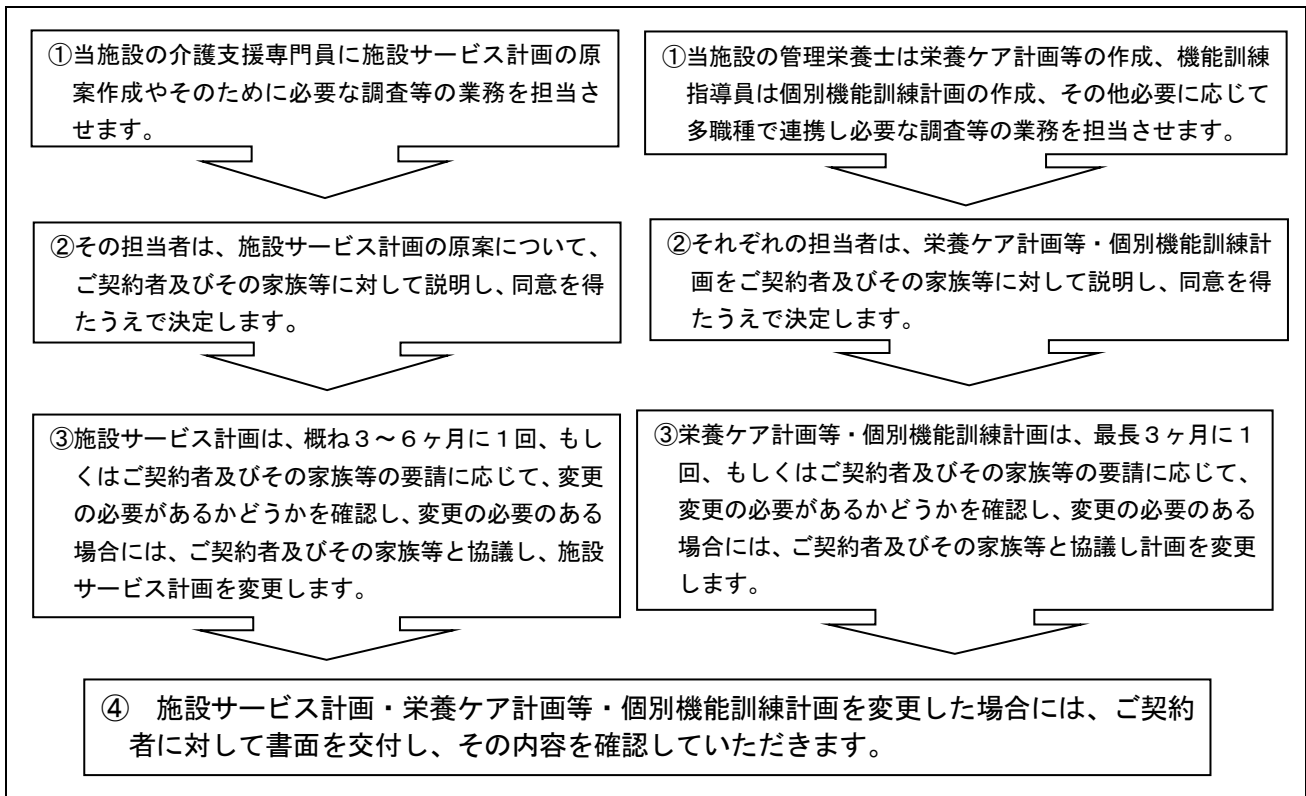 ①当施設の介護支援専門員に施設サービス計画の原
案作成やそのために必要な調査等の業務を担当さ
せます。
①当施設の管理栄養士は栄養ケア計画等の作成、機能訓練
指導員は個別機能訓練計画の作成、その他必要に応じて
多職種で連携し必要な調査等の業務を担当させます。
②その担当者は、施設サービス計画の原案について、
ご契約者及びその家族等に対して説明し、同意を得
たうえで決定します。
②それぞれの担当者は、栄養ケア計画等・個別機能訓練計
画をご契約者及びその家族等に対して説明し、同意を得
たうえで決定します。
③施設サービス計画は、概ね３～６ヶ月に１回、もし
くはご契約者及びその家族等の要請に応じて、変更
の必要があるかどうかを確認し、変更の必要のある
場合には、ご契約者及びその家族等と協議し、施設
サービス計画を変更します。
③栄養ケア計画等・個別機能訓練計画は、最長３ヶ月に１
回、もしくはご契約者及びその家族等の要請に応じて、
変更の必要があるかどうかを確認し、変更の必要のある
場合には、ご契約者及びその家族等と協議し計画を変更
します。
④　施設サービス計画・栄養ケア計画等・個別機能訓練計画を変更した場合には、ご契約
者に対して書面を交付し、その内容を確認していただきます。